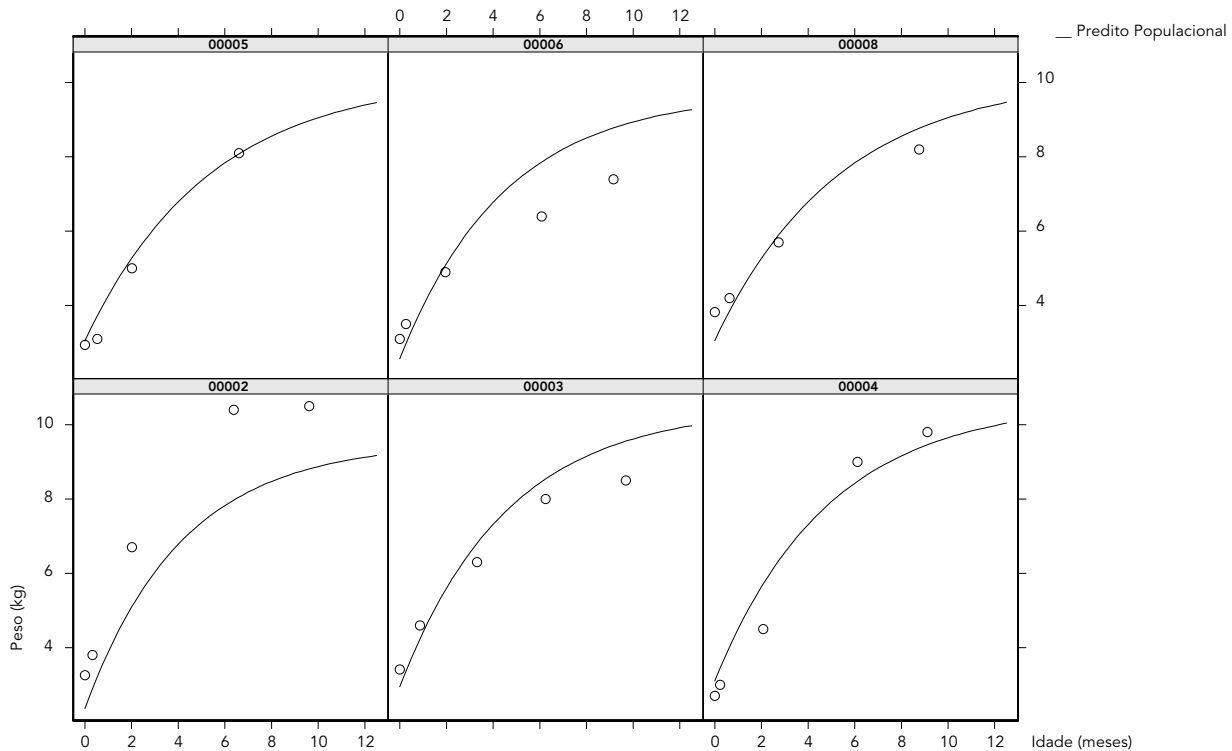 0 2 4 6 8 10 12
__ Predito Populacional
00005 00006 00008
10
8
6
4
00002 00003 00004
10
8
6
4
Peso (kg)
0 2 4 6 8 10 12 0 2 4 6 8 10 12
Idade (meses)